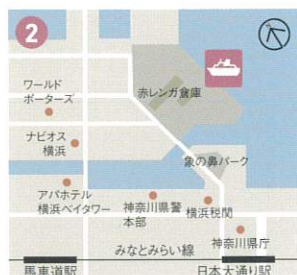 2
ワールド
ポーターズ
赤レンガ倉庫
ナビオス
横浜
象の鼻パーク
アパホテル
横浜ベイタワー
神奈川県警
本部
横浜税関
神奈川県庁
みなとみらい線
馬車道駅
日本大通り駅